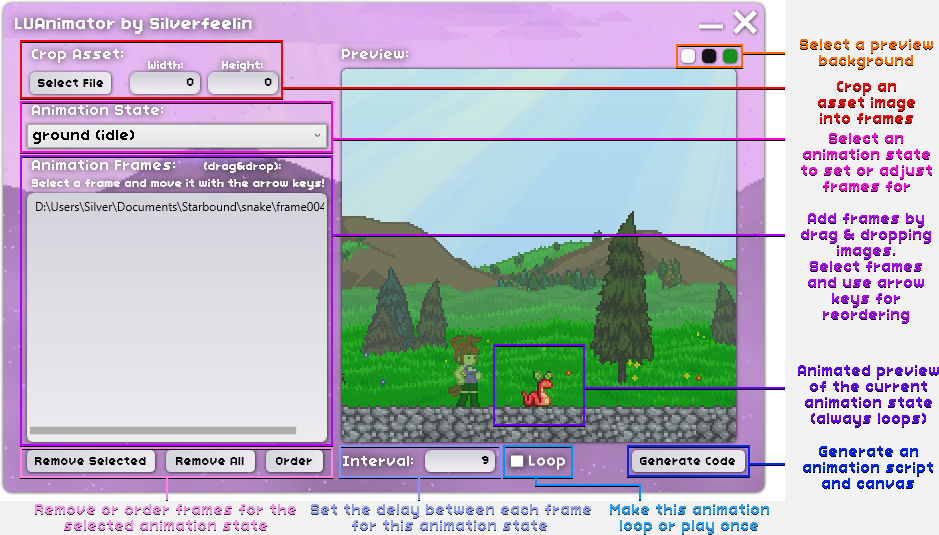 LUAnimator by Silverfeelin
Crop Asset:
Width:
Height:
Select File
0
0
Preview:
Animation State:
ground (idle)
Animation Frames: (drag&drop):
Select a frame and move it with the arrow keys!
D:\Users\Silver\Documents\Starbound\snake\frame004
Remove Selected
Remove All
Order
Interval:
9
Loop
Generate Code
Select a preview
background
Crop an
asset image
into frames
Select an
animation state
to set or adjust
frames for
Add frames by
drag & dropping
images.
Select frames
and use arrow
keys for
reordering
Animated preview
of the current
animation state
(always loops)
Generate an
animation script
and canvas
Remove or order frames for the
selected animation state
Set the delay between each frame
for this animation state
Make this animation
loop or play once